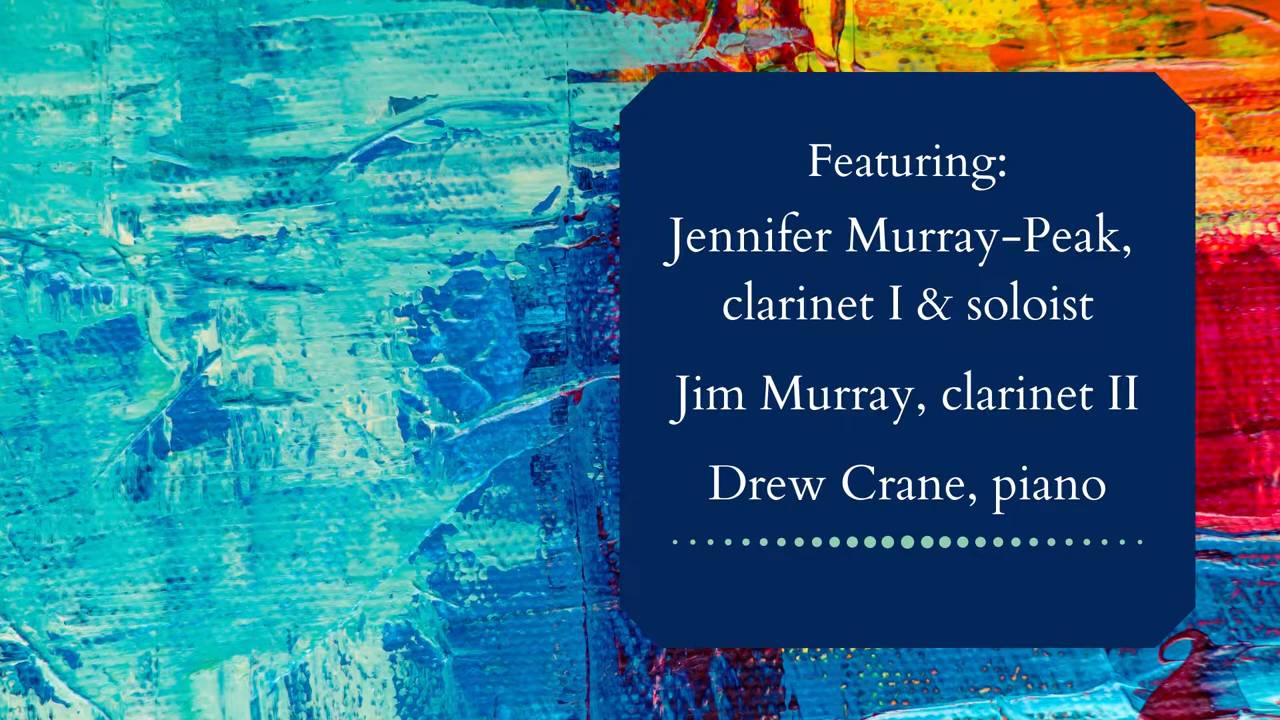 Featuring:
Jennifer Murray-Peak,
clarinet I & soloist
Jim Murray, clarinet II
Drew Crane, piano